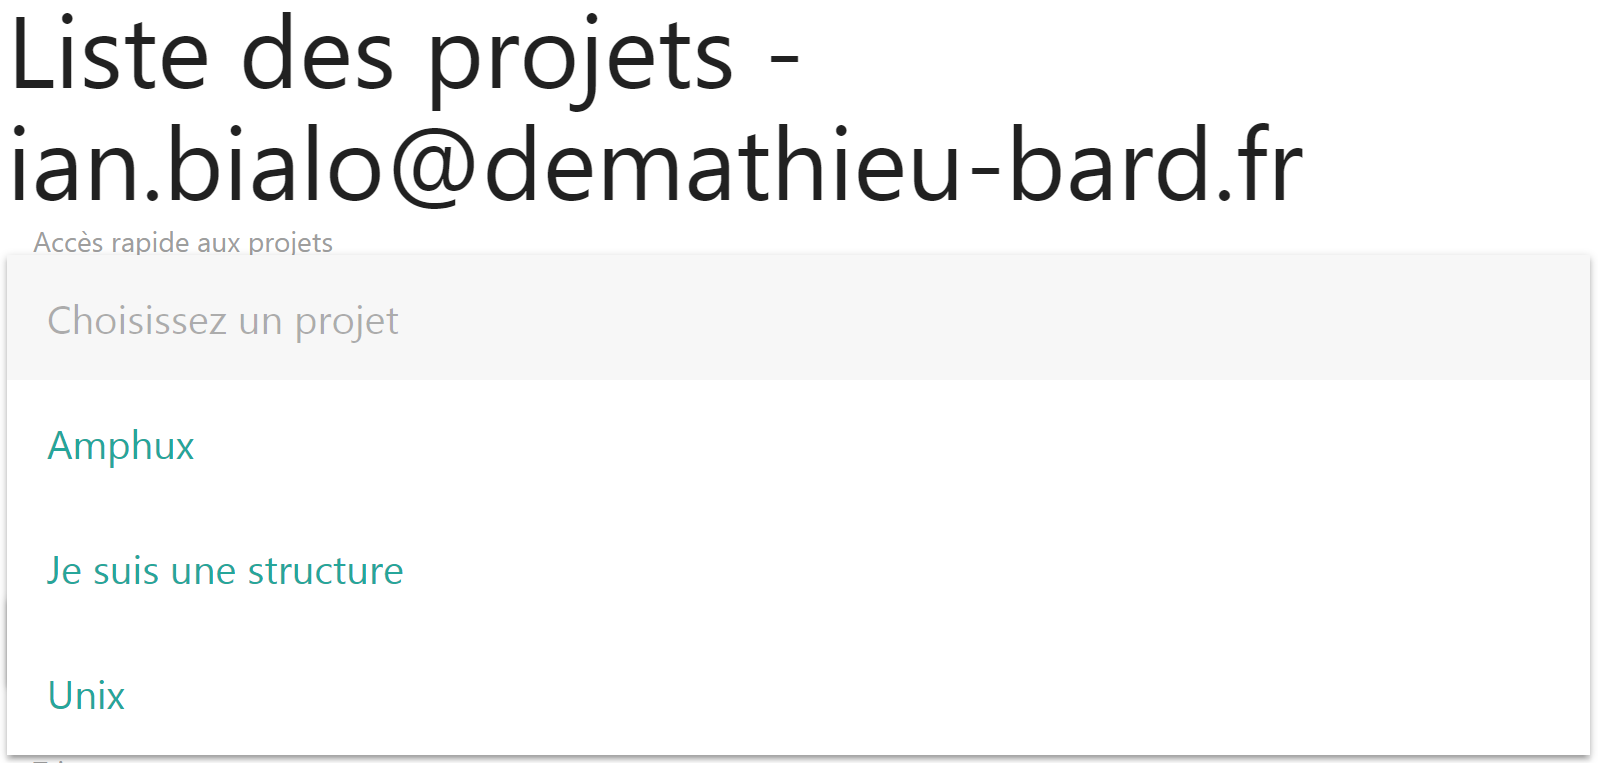 Liste des projets -
ian.bialo@demathieu-bard.fr
Accès rapide aux projets
Choisissez un projet
Amphux
Je suis une structure
Unix